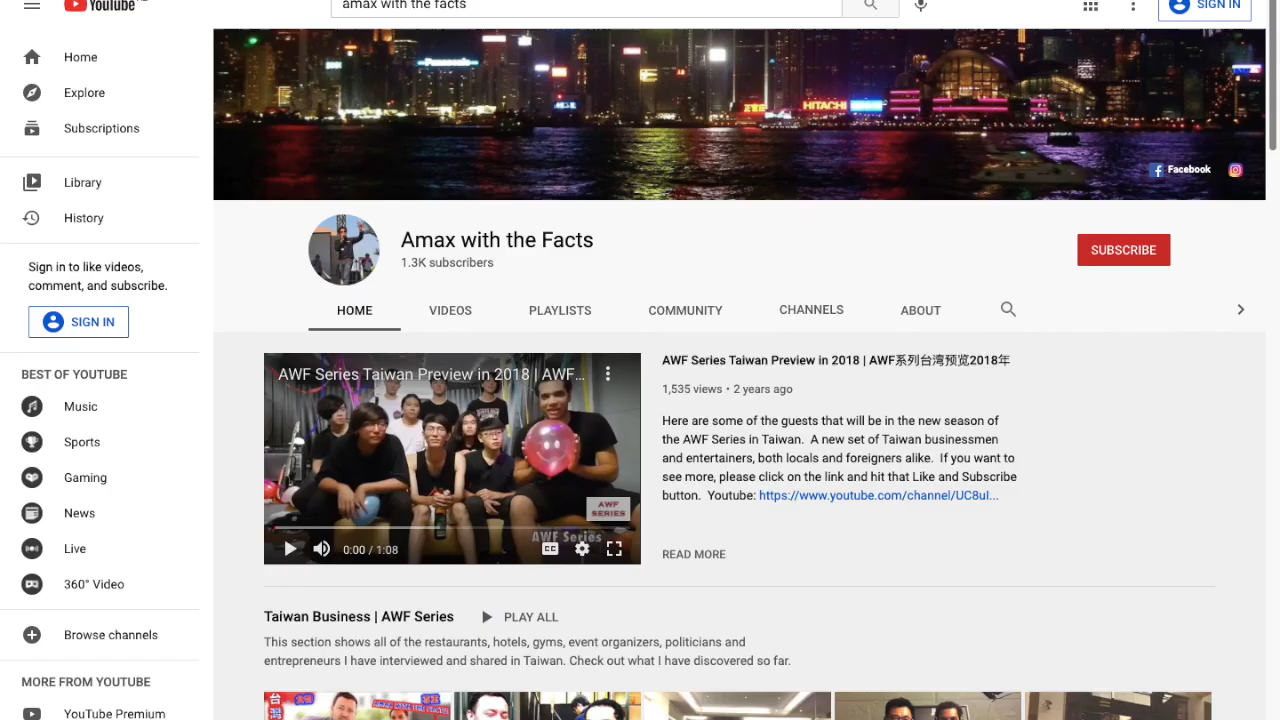 YouTube
amax with the facts
SIGN IN
Home
Explore
Subscriptions
Library
History
Sign in to like videos,
comment, and subscribe.
SIGN IN
BEST OF YOUTUBE
Music
Sports
Gaming
News
Live
360° Video
Browse channels
MORE FROM YOUTUBE
YouTube Premium
Panasonic
HITACHI
Facebook
Amax with the Facts
1.3K subscribers
SUBSCRIBE
HOME VIDEOS PLAYLISTS COMMUNITY CHANNELS ABOUT
AWF Series Taiwan Preview in 2018 | AWF...
AWF
SERIES
AWF Series
0:00 / 1:08
CC
AWF Series Taiwan Preview in 2018 | AWF系列台湾预览2018年
1,535 views • 2 years ago
Here are some of the guests that will be in the new season of
the AWF Series in Taiwan. A new set of Taiwan businessmen
and entertainers, both locals and foreigners alike. If you want to
see more, please click on the link and hit that Like and Subscribe
button. Youtube: https://www.youtube.com/channel/UC8ul...
READ MORE
Taiwan Business | AWF Series PLAY ALL
This section shows all of the restaurants, hotels, gyms, event organizers, politicians and
entrepreneurs I have interviewed and shared in Taiwan. Check out what I have discovered so far.
AMAX WITH THE FACTS